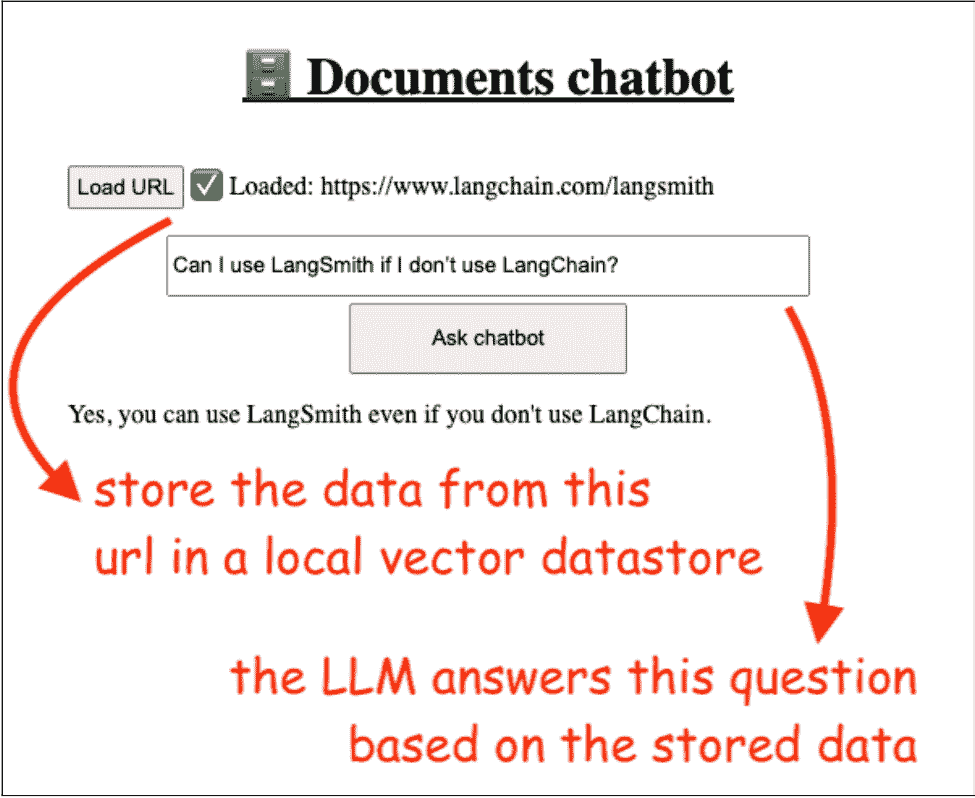 Documents chatbot
Load URL ✅ Loaded: https://www.langchain.com/langsmith
Can I use LangSmith if I don't use LangChain?
Ask chatbot
Yes, you can use LangSmith even if you don't use LangChain.
store the data from this
url in a local vector datastore
the LLM answers this question
based on the stored data